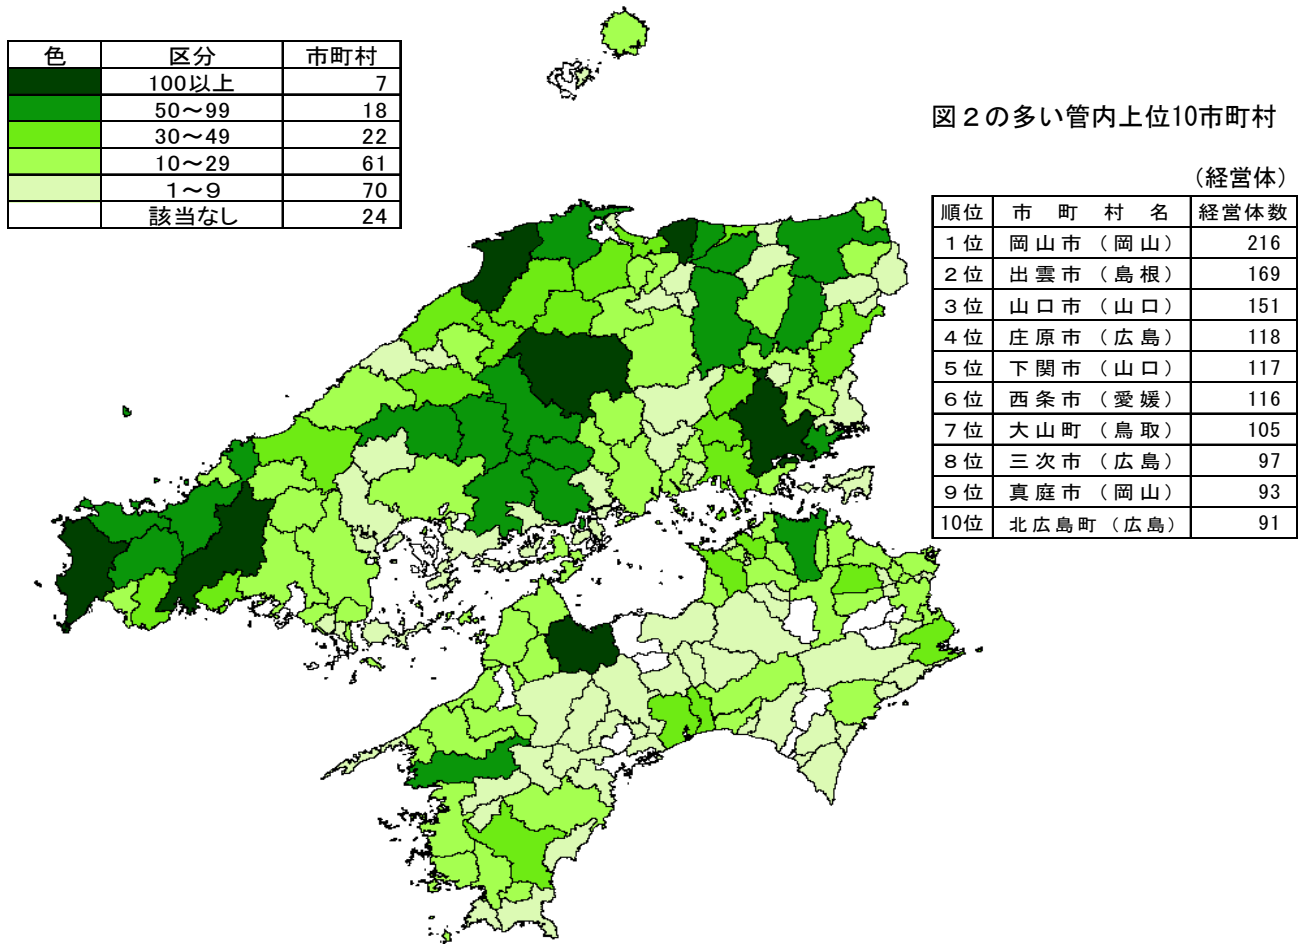 色 区分 市町村
100以上 7
50～99 18
30～49 22
10～29 61
1～9 70
該当なし 24
図２の多い管内上位10市町村
（経営体）
順位 市町村名 経営体数
1位 岡山市（岡山） 216
2位 出雲市（島根） 169
3位 山口市（山口） 151
4位 庄原市（広島） 118
5位 下関市（山口） 117
6位 西条市（愛媛） 116
7位 大山町（鳥取） 105
8位 三次市（広島） 97
9位 真庭市（岡山） 93
10位 北広島町（広島） 91